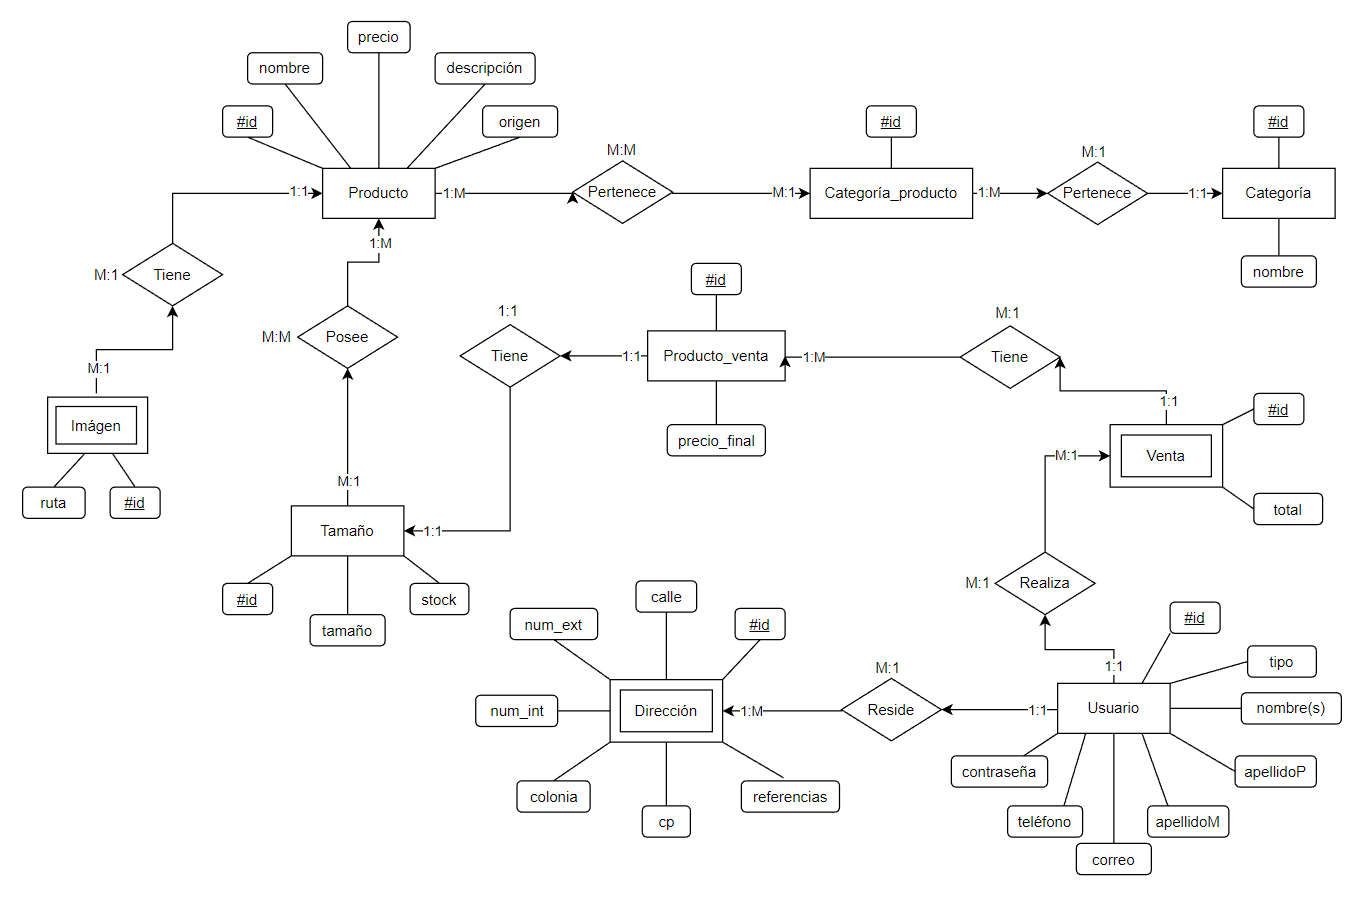 precio
nombre
descripción
#id
origen
#id
#id
M:M
M:1
1:1
Producto
1:M
Pertenece
M:1
Categoría_producto
1:M
Pertenece
1:1
Categoría
1:M
M:1
Tiene
#id
nombre
1:1
M:1
M:M
Posee
Tiene
1:1
Producto_venta
1:M
Tiene
M:1
1:1
#id
Imágen
precio_final
M:1
Venta
ruta
#id
M:1
total
Tamaño
1:1
#id
stock
tamaño
calle
M:1
Realiza
num_ext
#id
#id
M:1
1:1
tipo
num_int
Dirección
1:M
Reside
1:1
Usuario
nombre(s)
contraseña
apellidoP
colonia
referencias
cp
teléfono
apellidoM
correo